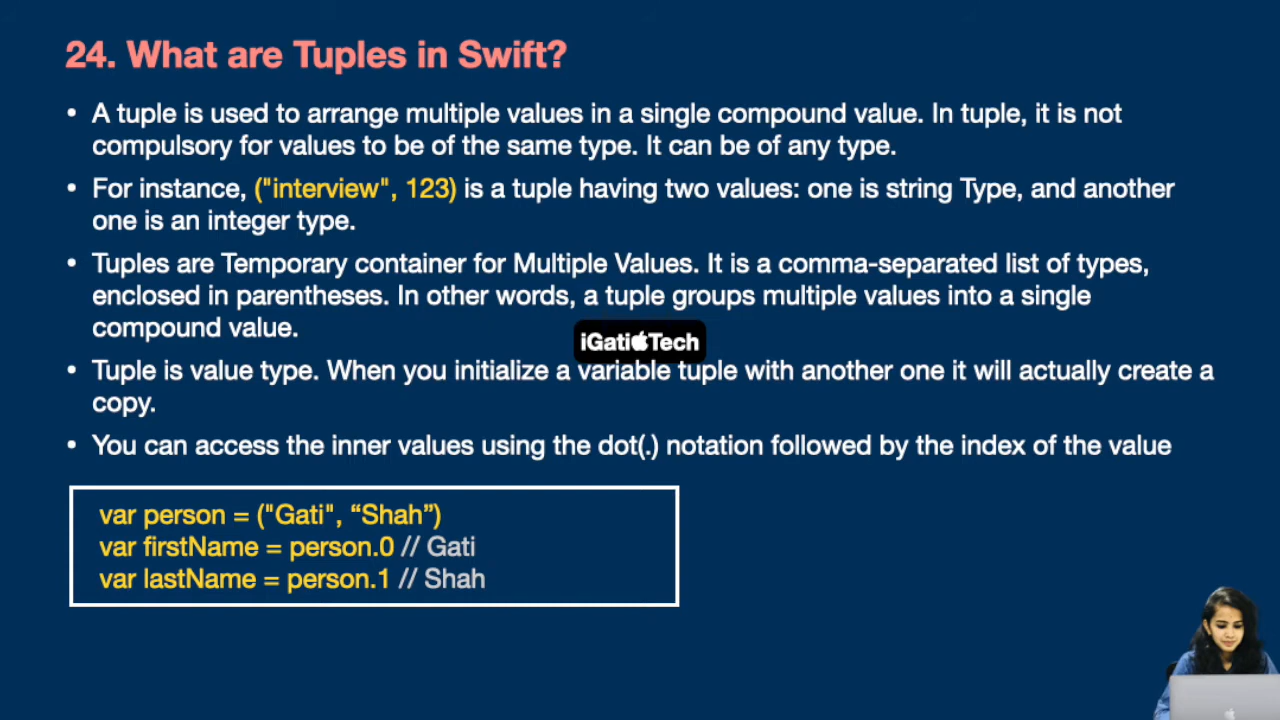 24. What are Tuples in Swift?
• A tuple is used to arrange multiple values in a single compound value. In tuple, it is not
compulsory for values to be of the same type. It can be of any type.
• For instance, ("interview", 123) is a tuple having two values: one is string Type, and another
one is an integer type.
• Tuples are Temporary container for Multiple Values. It is a comma-separated list of types,
enclosed in parentheses. In other words, a tuple groups multiple values into a single
compound value.
iGati Tech
• Tuple is value type. When you initialize a variable tuple with another one it will actually create a
copy.
• You can access the inner values using the dot(.) notation followed by the index of the value
var person = ("Gati", “Shah”)
var firstName = person.0 // Gati
var lastName = person.1 // Shah